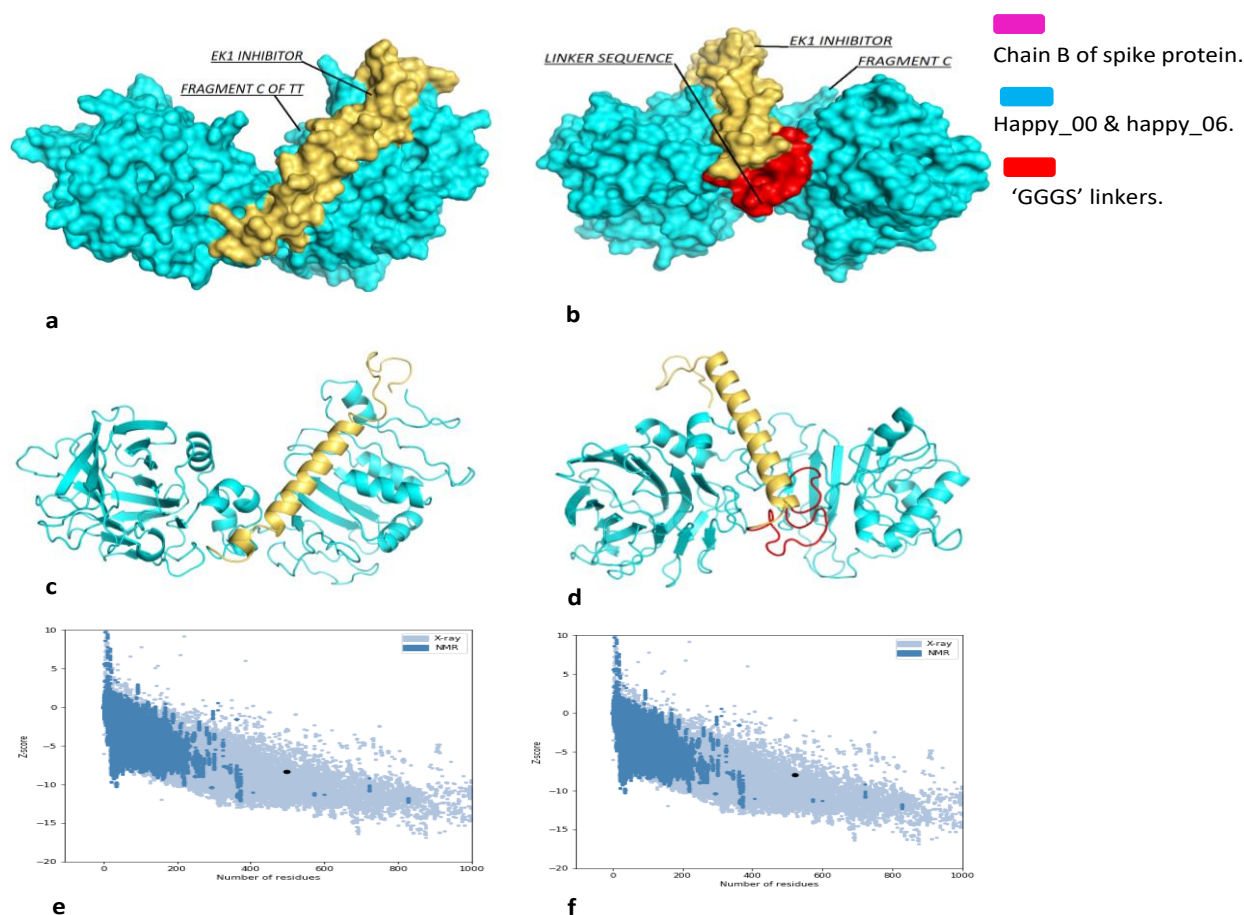 EK1 INHIBITOR
FRAGMENT C OF TT
a
EK1 INHIBITOR
LINKER SEQUENCE
FRAGMENT C
b
Chain B of spike protein.
Happy_00 & happy_06.
‘GGGS’ linkers.
c
d
10
5
0
−5
−10
−15
−20
Z-score
X-ray
NMR
0
200
400
600
800
1000
Number of residues
e
10
5
0
−5
−10
−15
−20
Z-score
X-ray
NMR
0
200
400
600
800
1000
Number of residues
f